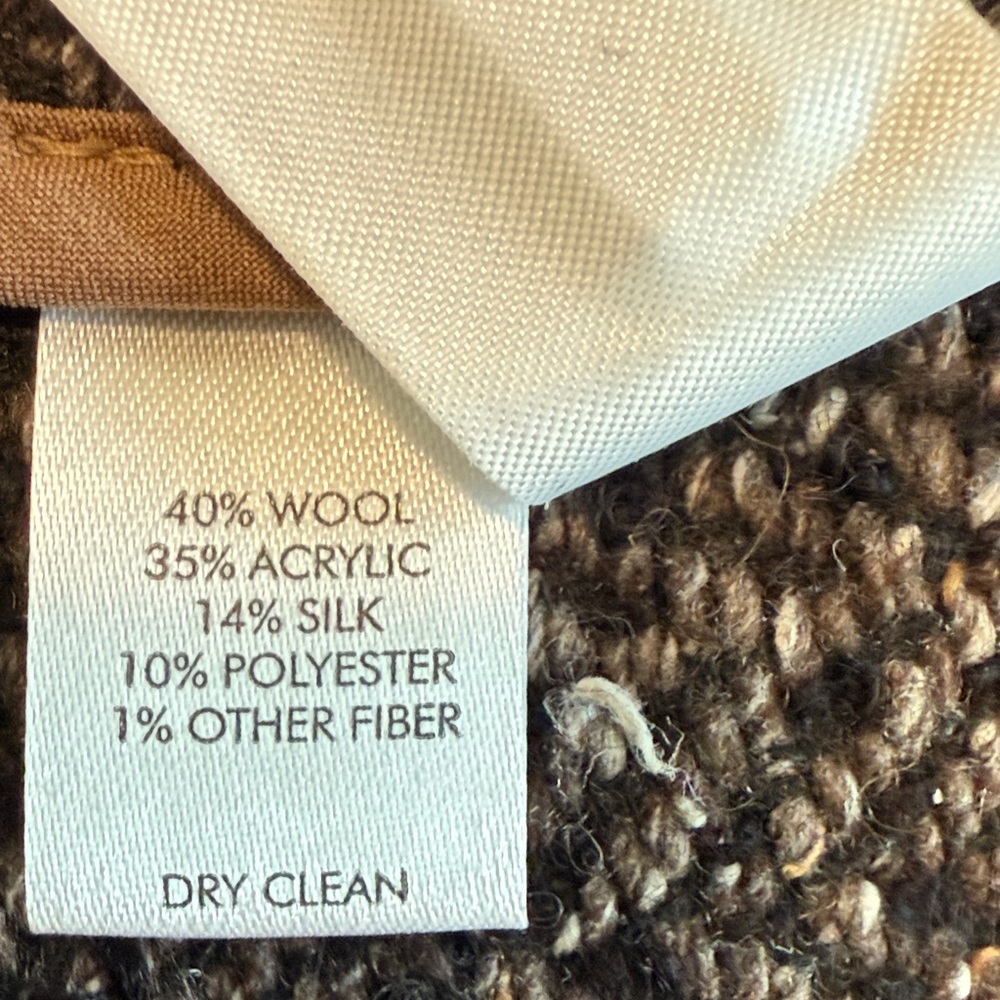 40% WOOL
35% ACRYLIC
14% SILK
10% POLYESTER
1% OTHER FIBER
DRY CLEAN